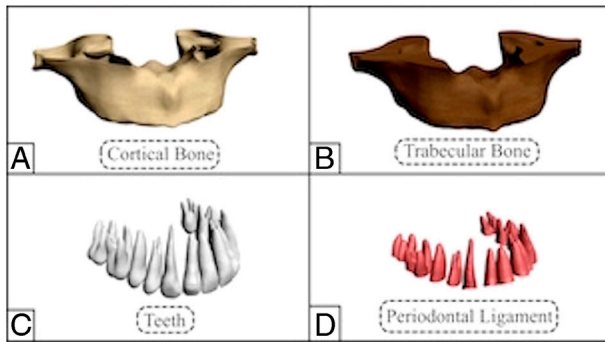 A
Cortical Bone
B
Trabecular Bone
C
Teeth
D
Periodontal Ligament